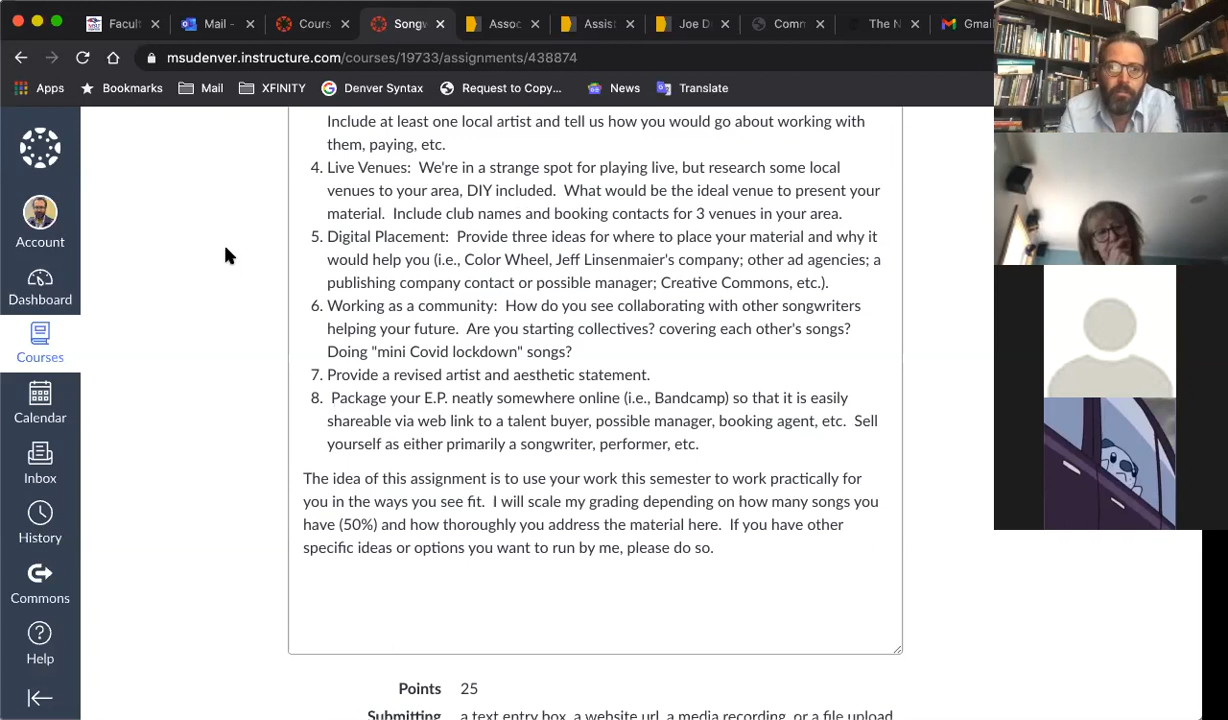 Facult
Mail -
Cours
Songw
Assoc
Assist
Joe D
Comm
The N
Gmai
msudenver.instructure.com/courses/19733/assignments/438874
Apps
Bookmarks
Mail
XFINITY
Denver Syntax
Request to Copy...
News
Translate
Account
Dashboard
Courses
Calendar
Inbox
History
Commons
Help
Include at least one local artist and tell us how you would go about working with
them, paying, etc.
4. Live Venues: We're in a strange spot for playing live, but research some local
venues to your area, DIY included. What would be the ideal venue to present your
material. Include club names and booking contacts for 3 venues in your area.
5. Digital Placement: Provide three ideas for where to place your material and why it
would help you (i.e., Color Wheel, Jeff Linsenmaier's company; other ad agencies; a
publishing company contact or possible manager; Creative Commons, etc.).
6. Working as a community: How do you see collaborating with other songwriters
helping your future. Are you starting collectives? covering each other's songs?
Doing "mini Covid lockdown" songs?
7. Provide a revised artist and aesthetic statement.
8. Package your E.P. neatly somewhere online (i.e., Bandcamp) so that it is easily
shareable via web link to a talent buyer, possible manager, booking agent, etc. Sell
yourself as either primarily a songwriter, performer, etc.
The idea of this assignment is to use your work this semester to work practically for
you in the ways you see fit. I will scale my grading depending on how many songs you
have (50%) and how thoroughly you address the material here. If you have other
specific ideas or options you want to run by me, please do so.
Points 25
Submitting a text entry box, a website url, a media recording, or a file upload